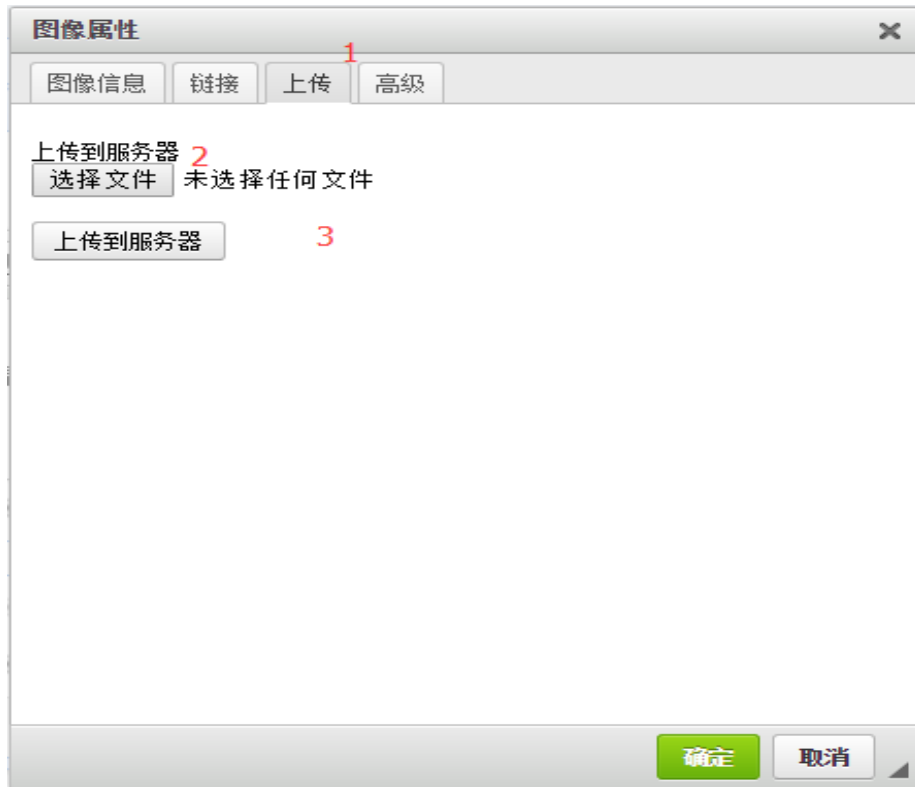 图像属性
1
图像信息 链接 上传 高级
上传到服务器 2
选择文件 未选择任何文件
上传到服务器 3
确定 取消